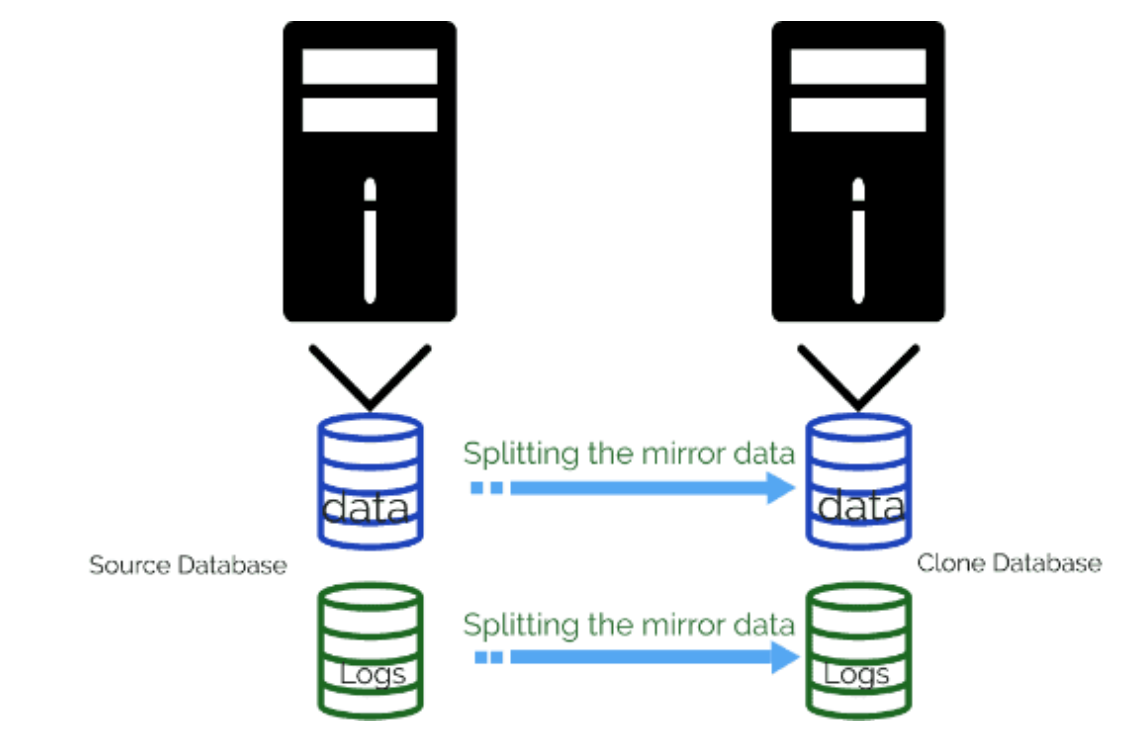 Splitting the mirror data
data
data
Source Database
Clone Database
Splitting the mirror data
Logs
Logs